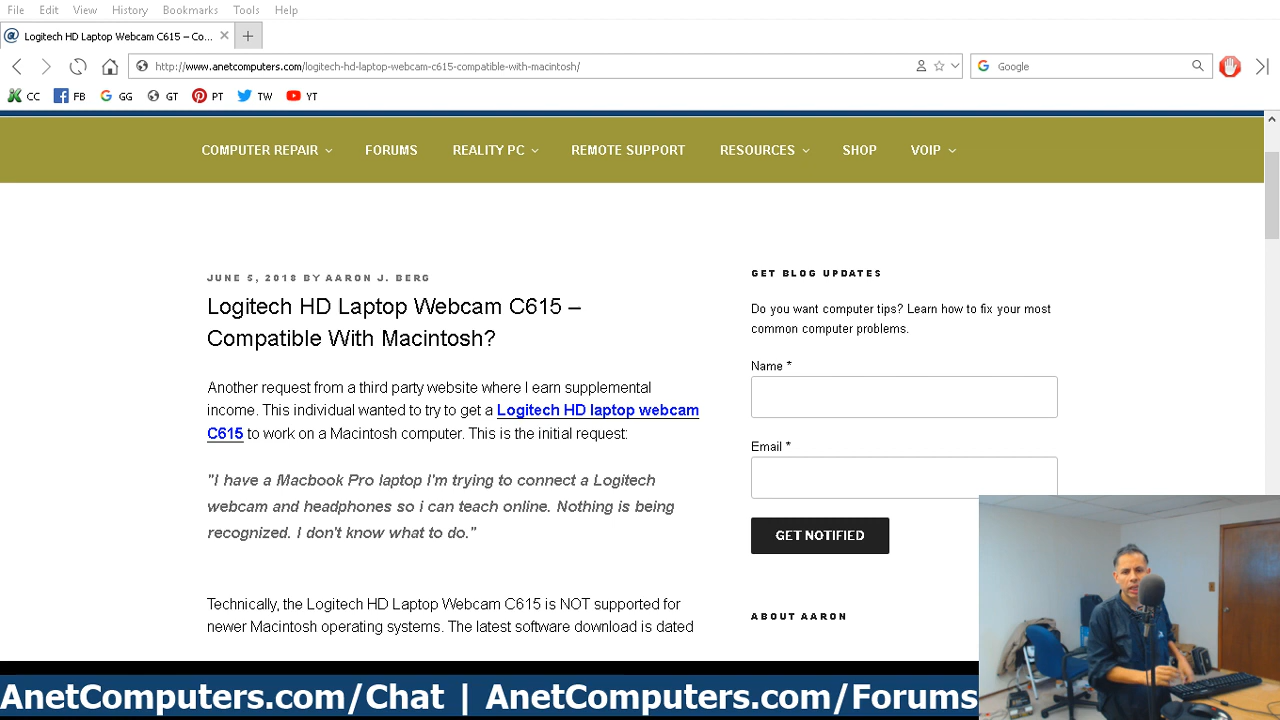 File Edit View History Bookmarks Tools Help
Logitech HD Laptop Webcam C615 – Co...
http://www.anetcomputers.com/logitech-hd-laptop-webcam-c615-compatible-with-macintosh/
Google
CC FB GG GT PT TW YT
COMPUTER REPAIR FORUMS REALITY PC REMOTE SUPPORT RESOURCES SHOP VOIP
JUNE 5, 2018 BY AARON J. BERG
Logitech HD Laptop Webcam C615 –
Compatible With Macintosh?
Another request from a third party website where I earn supplemental
income. This individual wanted to try to get a Logitech HD laptop webcam
C615 to work on a Macintosh computer. This is the initial request:
"I have a Macbook Pro laptop I'm trying to connect a Logitech
webcam and headphones so i can teach online. Nothing is being
recognized. I don't know what to do."
Technically, the Logitech HD Laptop Webcam C615 is NOT supported for
newer Macintosh operating systems. The latest software download is dated
GET BLOG UPDATES
Do you want computer tips? Learn how to fix your most
common computer problems.
Name *
Email *
GET NOTIFIED
ABOUT AARON
AnetComputers.com/Chat | AnetComputers.com/Forums